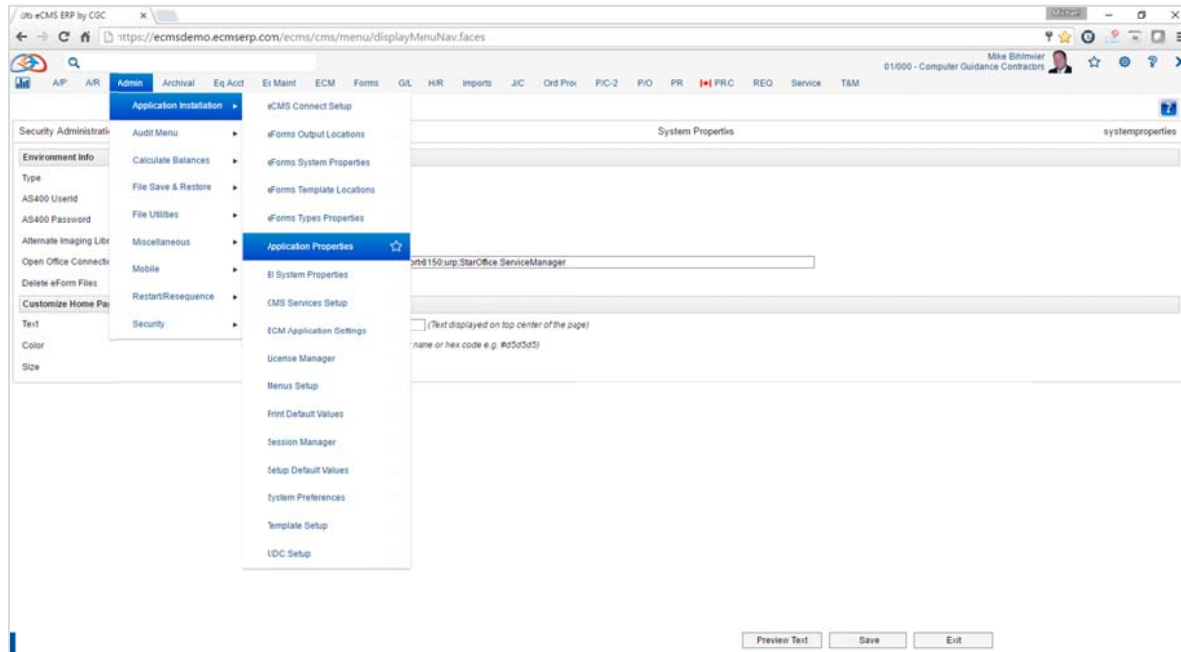 eCMS ERP by CGC
Michael
https://ecmsdemo.ecmserp.com/ecms/cms/menu/displayMenuNav.faces
Mike Bihlmier
01/000 - Computer Guidance Contractors
A/P A/R Admin Archival Eq Acct Eq Maint ECM Forms G/L H/R Imports J/C Ord Proc P/C-2 P/O PR PRC REQ Service T&M
Security Administrati System Properties systemproperties
Environment Info
Type
AS400 UserId
AS400 Password
Alternate Imaging Libr
Open Office Connecti
8150;urp;StarOffice.ServiceManager
Delete eForm Files
Customize Home Pa
Text
(Text displayed on top center of the page)
Color
name or hex code e.g. #d5d5d5)
Size
Application Installation
Audit Menu
Calculate Balances
File Save & Restore
File Utilities
Miscellaneous
Mobile
Restart/Resequence
Security
eCMS Connect Setup
eForms Output Locations
eForms System Properties
eForms Template Locations
eForms Types Properties
Application Properties
BI System Properties
CMS Services Setup
ECM Application Settings
License Manager
Menus Setup
Print Default Values
Session Manager
Setup Default Values
System Preferences
Template Setup
UDC Setup
Preview Text Save Exit